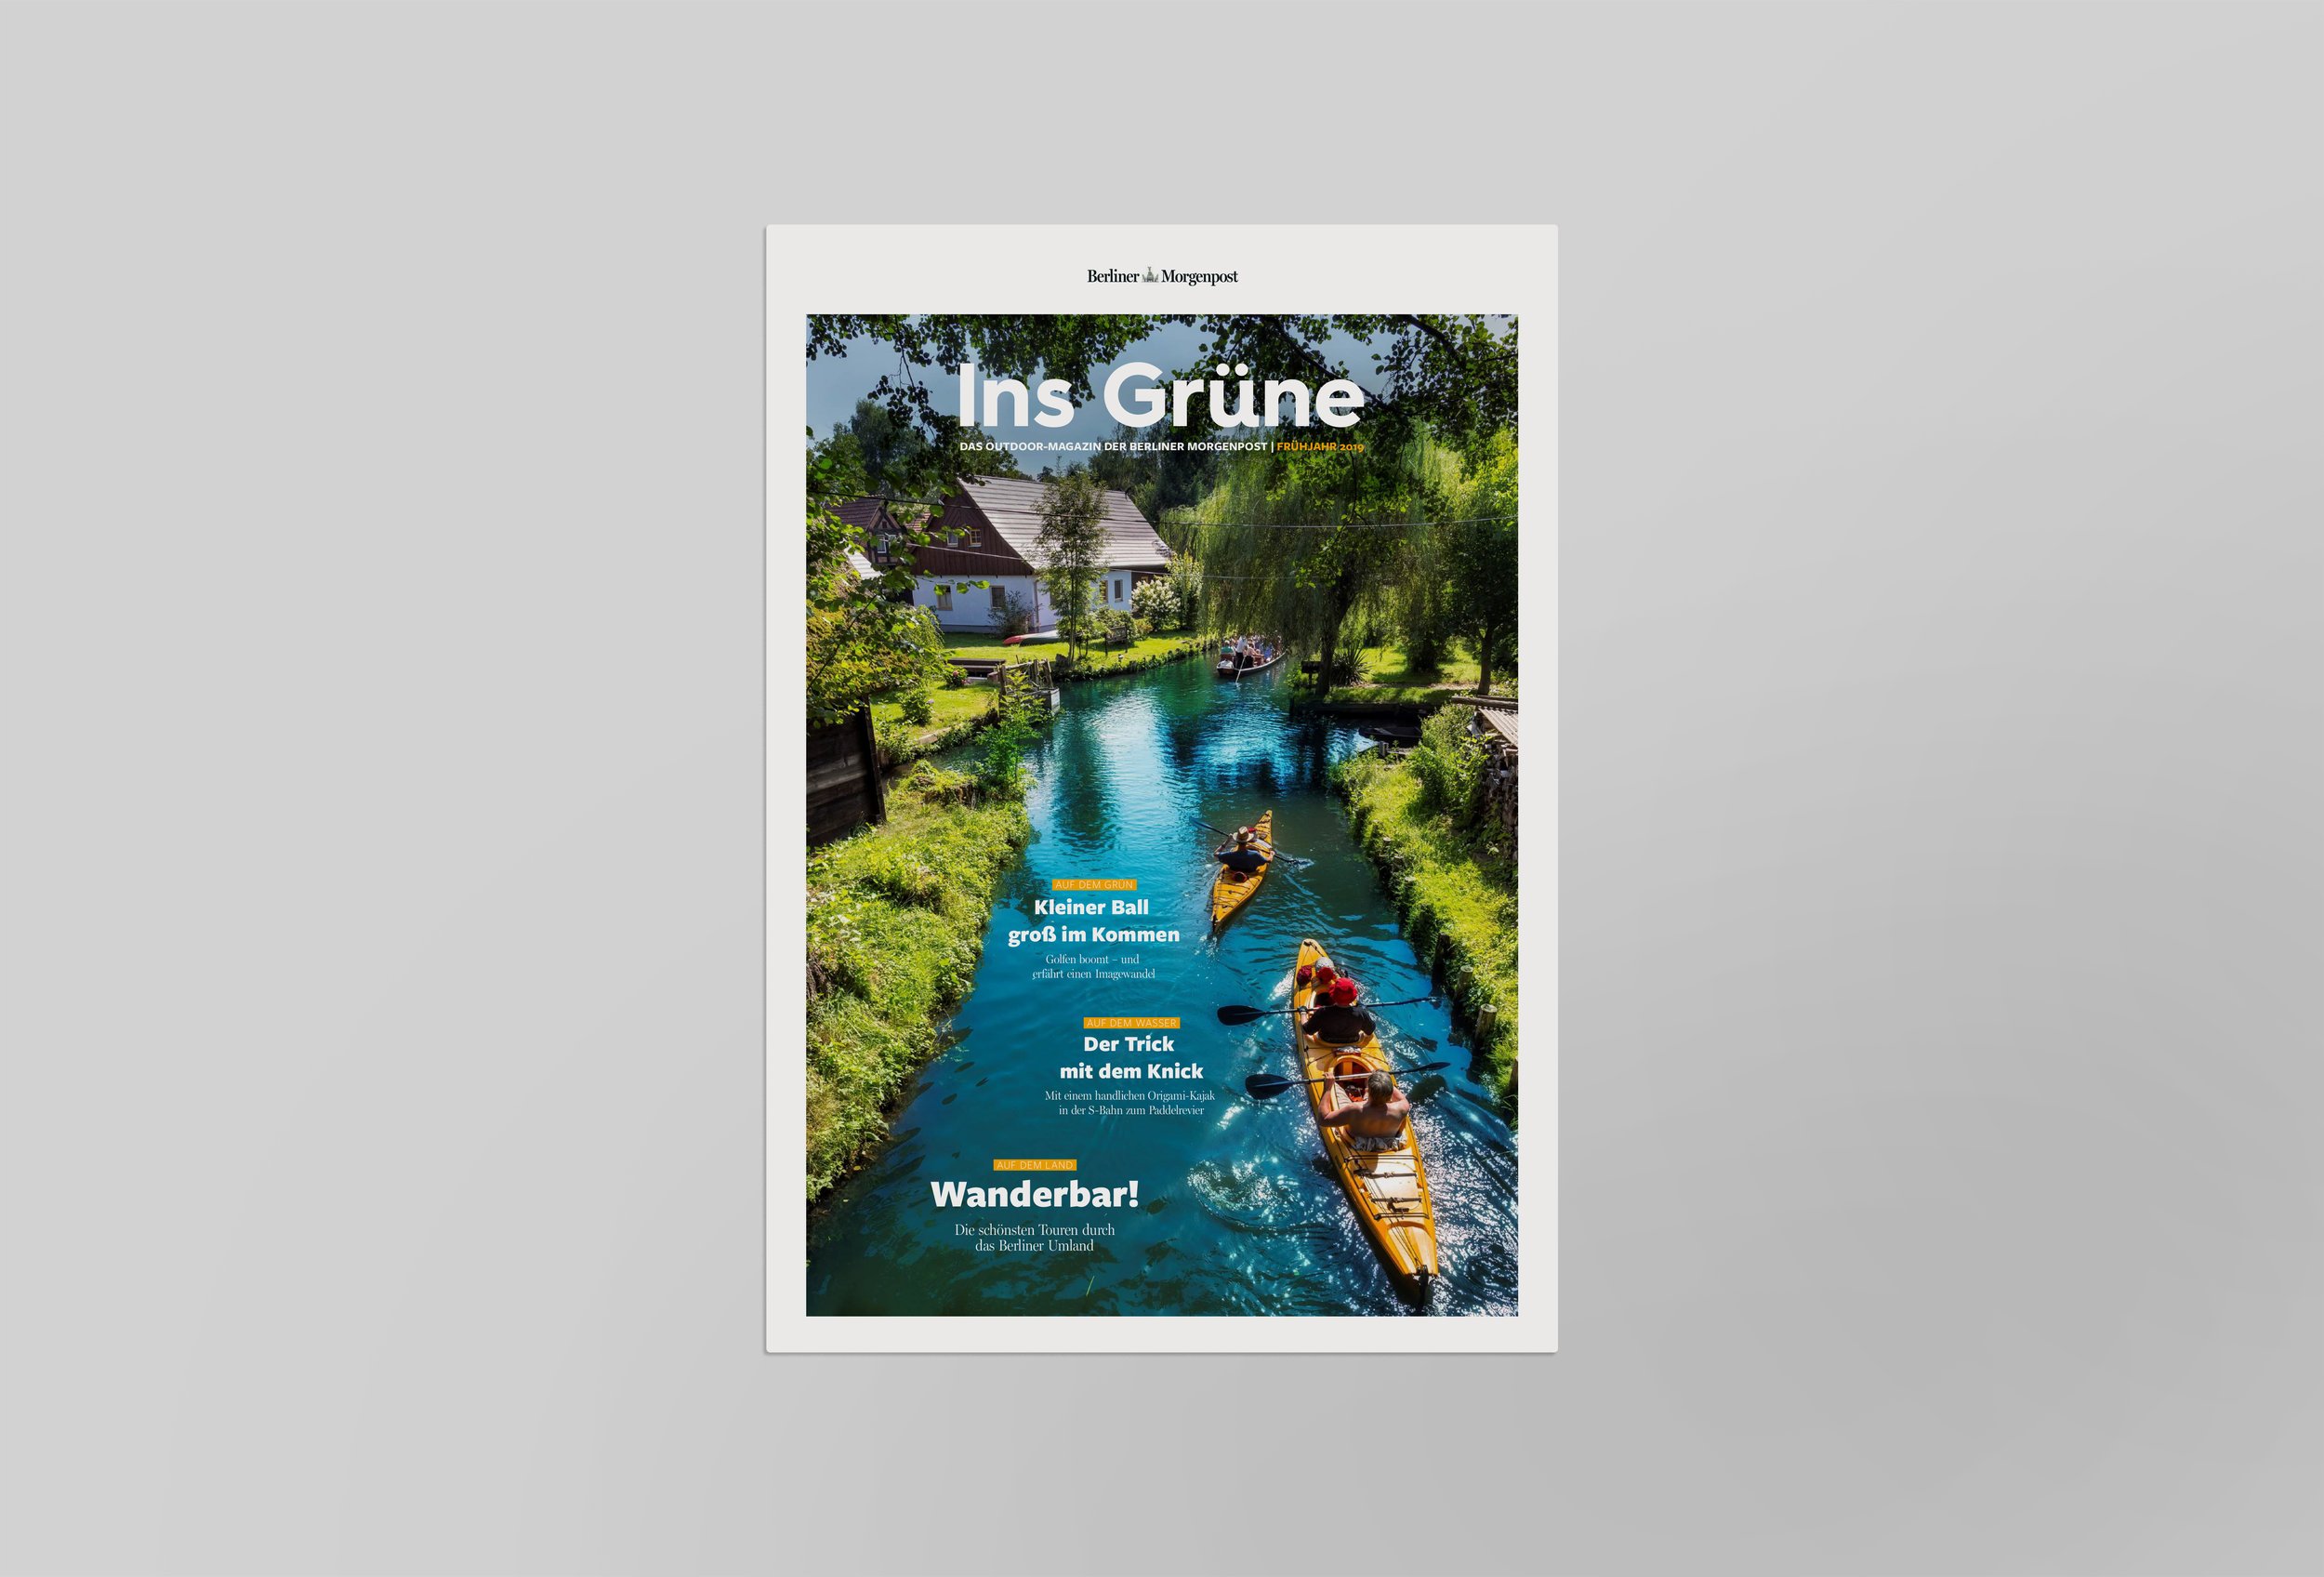 Berliner Morgenpost
Ins Grüne
DAS OUTDOOR-MAGAZIN DER BERLINER MORGENPOST | FRÜHJAHR 2019
AUF DEM GRÜN
Kleiner Ball
groß im Kommen
Golfen boomt – und
erfährt einen Imagewandel
AUF DEM WASSER
Der Trick
mit dem Knick
Mit einem handlichen Origami-Kajak
in der S-Bahn zum Paddelrevier
AUF DEM LAND
Wanderbar!
Die schönsten Touren durch
das Berliner Umland